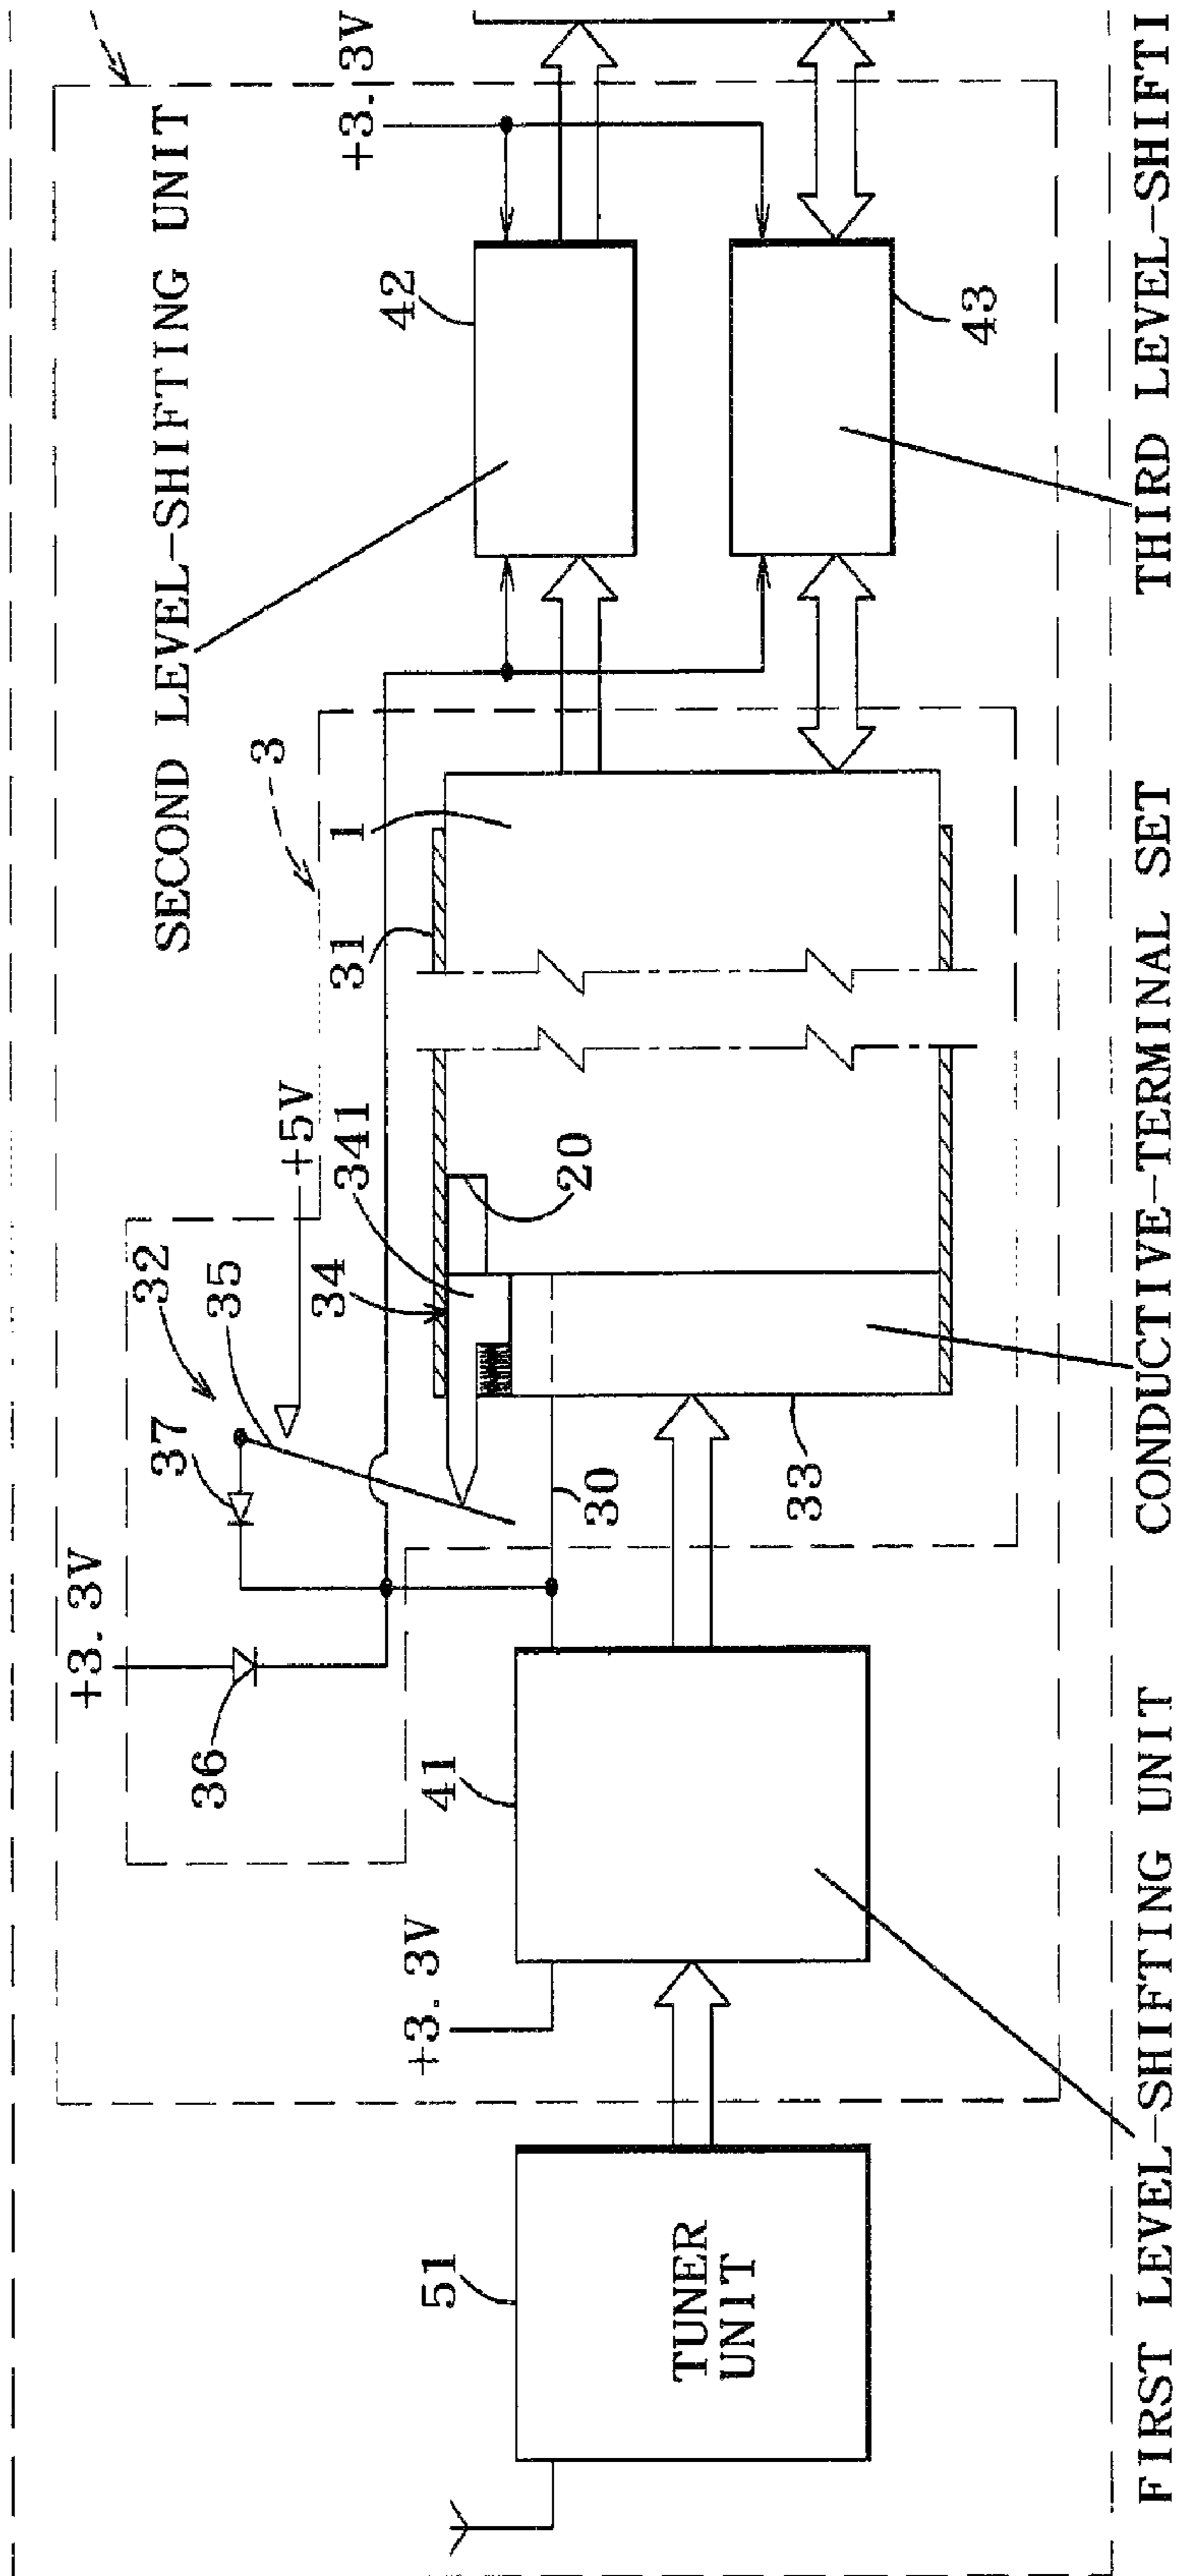 SECOND LEVEL-SHIFTING UNIT
+3.3V
42
43
3
1
31
+5V
32
35
34
341
20
37
30
33
+3.3V
36
41
+3.3V
51
TUNER
UNIT
FIRST LEVEL-SHIFTING UNIT
CONDUCTIVE-TERMINAL SET
THIRD LEVEL-SHIFTI